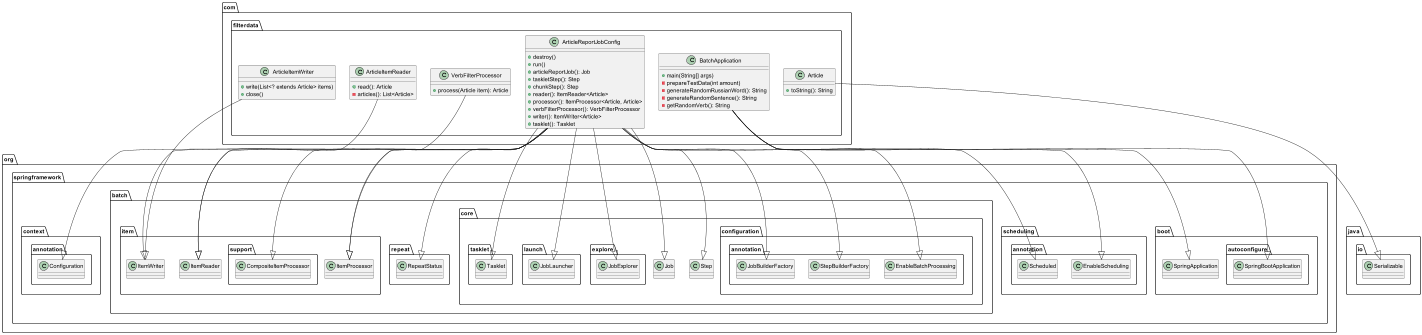 com
filterdata
C ArticleItemWriter
write(List<? extends Article> items)
close()
C ArticleItemReader
read(): Article
articles(): List<Article>
C VerbFilterProcessor
process(Article item): Article
C ArticleReportJobConfig
destroy()
run()
articleReportJob(): Job
taskletStep(): Step
chunkStep(): Step
reader(): ItemReader<Article>
processor(): ItemProcessor<Article, Article>
verbFilterProcessor(): VerbFilterProcessor
writer(): ItemWriter<Article>
tasklet(): Tasklet
C BatchApplication
main(String[] args)
prepareTestData(int amount)
generateRandomRussianWord(): String
generateRandomSentence(): String
getRandomVerb(): String
C Article
toString(): String
org
springframework
context
annotation
C Configuration
batch
item
C ItemWriter
C ItemReader
support
C CompositeItemProcessor
C ItemProcessor
repeat
C RepeatStatus
core
tasklet
C Tasklet
launch
C JobLauncher
explore
C JobExplorer
C Job
C Step
configuration
annotation
C JobBuilderFactory
C StepBuilderFactory
C EnableBatchProcessing
scheduling
annotation
C Scheduled
C EnableScheduling
boot
C SpringApplication
autoconfigure
C SpringBootApplication
java
io
C Serializable